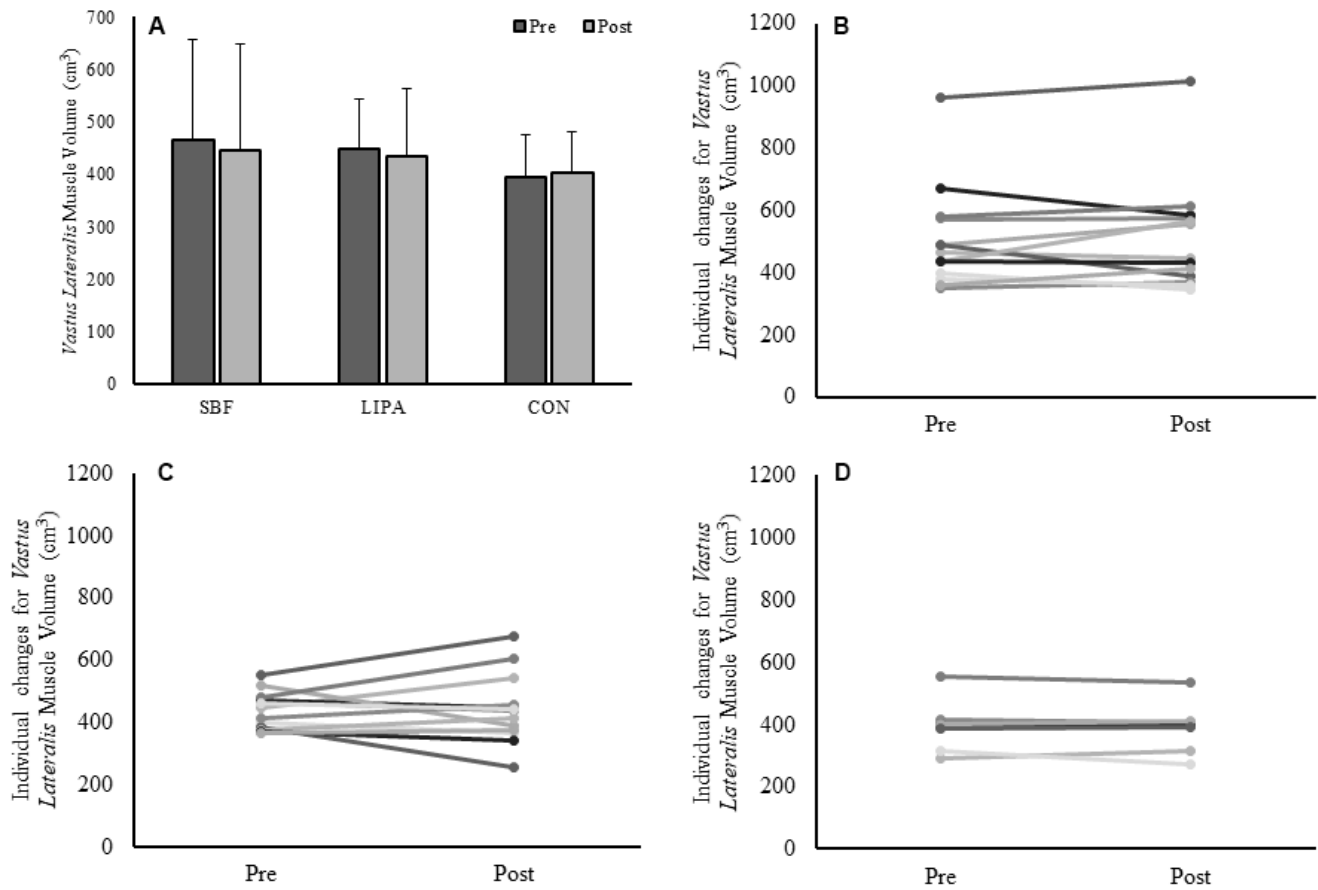 A
Pre Post
Vastus Lateralis Muscle Volume (cm³)
700
600
500
400
300
200
100
0
SBF LIPA CON
B
Individual changes for Vastus
Lateralis Muscle Volume (cm³)
1200
1000
800
600
400
200
0
Pre Post
C
Individual changes for Vastus
Lateralis Muscle Volume (cm³)
1200
1000
800
600
400
200
0
Pre Post
D
Individual changes for Vastus
Lateralis Muscle Volume (cm³)
1200
1000
800
600
400
200
0
Pre Post